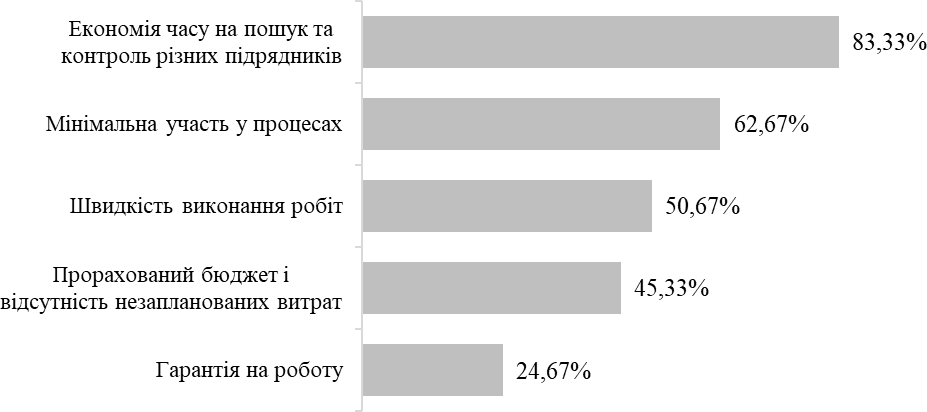 Економія часу на пошук та
контроль різних підрядників
83,33%
Мінімальна участь у процесах
62,67%
Швидкість виконання робіт
50,67%
Прорахований бюджет і
відсутність незапланованих витрат
45,33%
Гарантія на роботу
24,67%